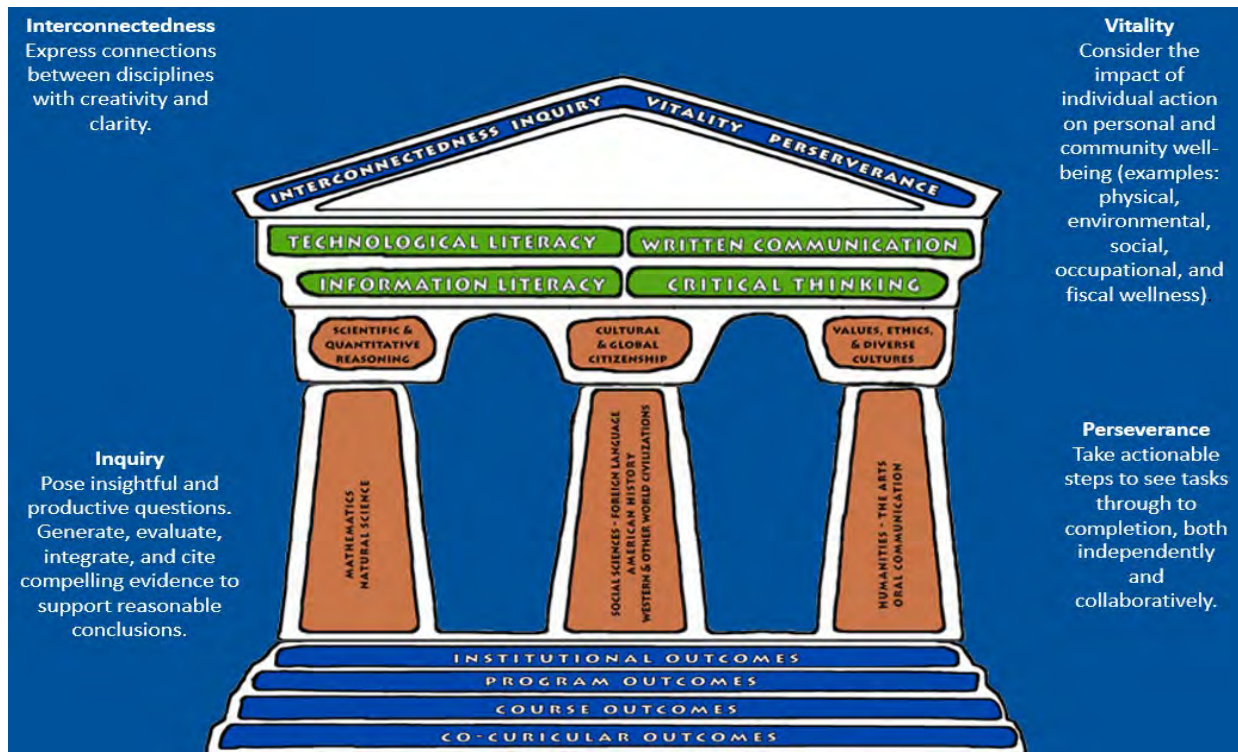 Interconnectedness
Express connections
between disciplines
with creativity and
clarity.
Vitality
Consider the
impact of
individual action
on personal and
community well-
being (examples:
physical,
environmental,
social,
occupational, and
fiscal wellness)
INTERCONNECTEDNESS INQUIRY
VITALITY PERSERVERANCE
TECHNOLOGICAL LITERACY
WRITTEN COMMUNICATION
INFORMATION LITERACY
CRITICAL THINKING
SCIENTIFIC &
QUANTITATIVE
REASONING
CULTURAL
& GLOBAL
CITIZENSHIP
VALUES, ETHICS,
& DIVERSE
CULTURES
MATHEMATICS
NATURAL SCIENCE
SOCIAL SCIENCES - FOREIGN LANGUAGE
AMERICAN HISTORY
WESTERN & OTHER WORLD CIVILIZATIONS
HUMANITIES - THE ARTS
ORAL COMMUNICATION
Inquiry
Pose insightful and
productive questions.
Generate, evaluate,
integrate, and cite
compelling evidence to
support reasonable
conclusions.
Perseverance
Take actionable
steps to see tasks
through to
completion, both
independently
and
collaboratively.
INSTITUTIONAL OUTCOMES
PROGRAM OUTCOMES
COURSE OUTCOMES
CO-CURICULAR OUTCOMES